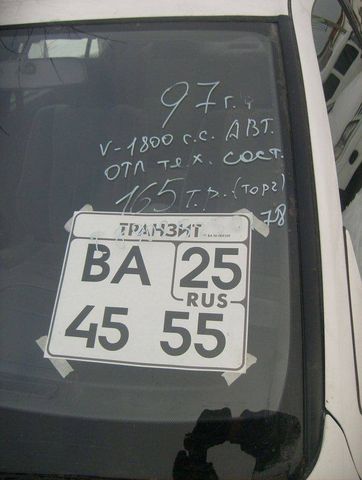 97 г.
V-1800 с.с. АВТ.
отл тех. сост.
165 т.р. (торг)
78
ТРАНЗИТ
ВА 25
RUS
45 55